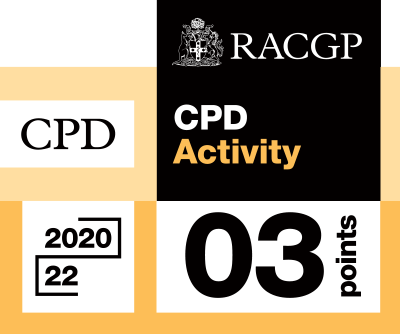 RACGP
CPD
CPD
Activity
2020
22
03
points